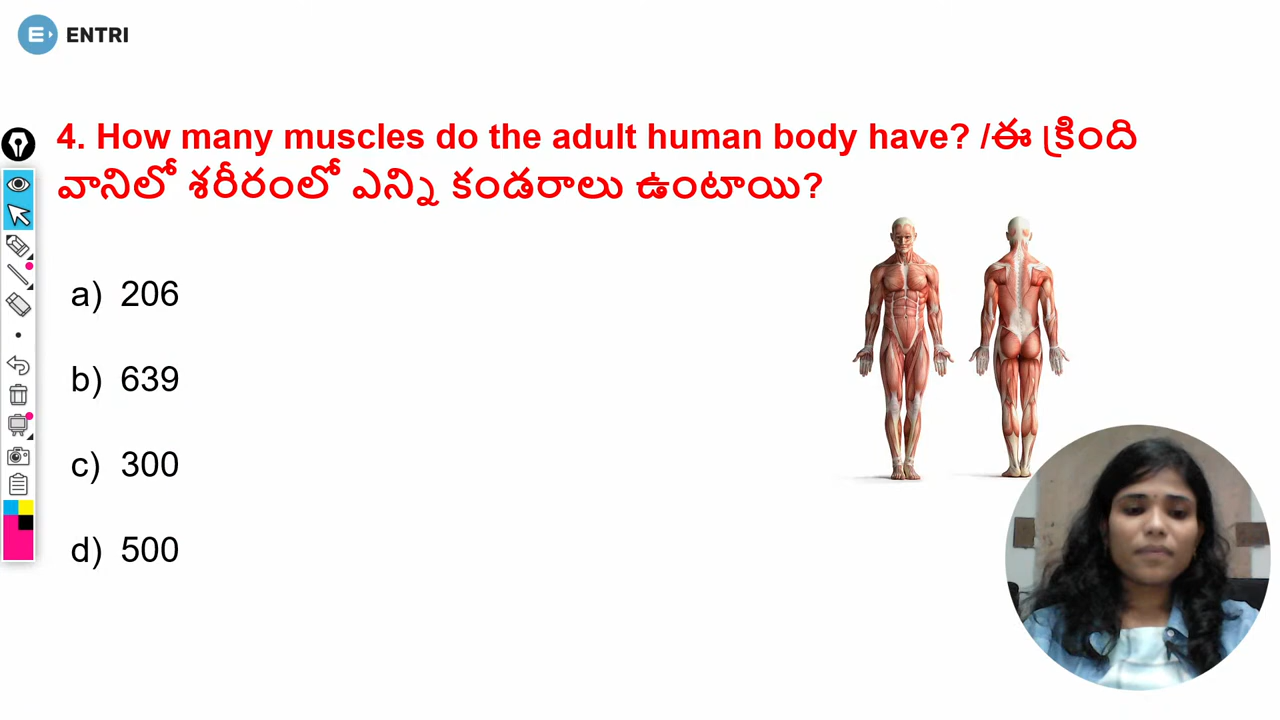 ENTRI
4. How many muscles do the adult human body have? /ఈ క్రింది
వానిలో శరీరంలో ఎన్ని కండరాలు ఉంటాయి?
a) 206
b) 639
c) 300
d) 500